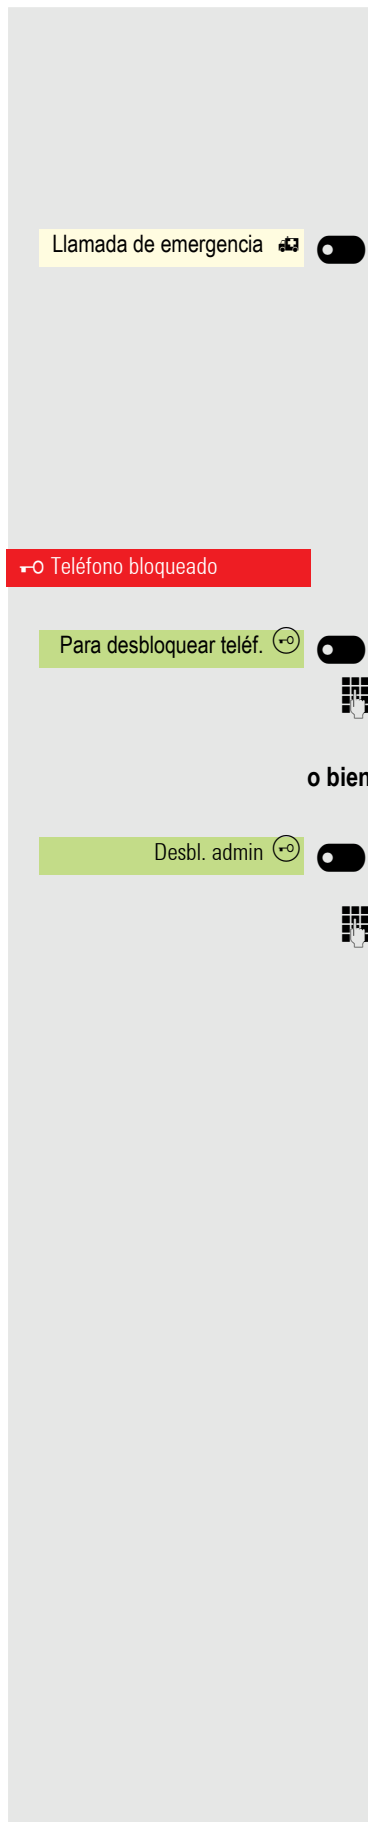 Llamada de emergencia
Teléfono bloqueado
Para desbloquear teléf.
o bien
Desbl. admin